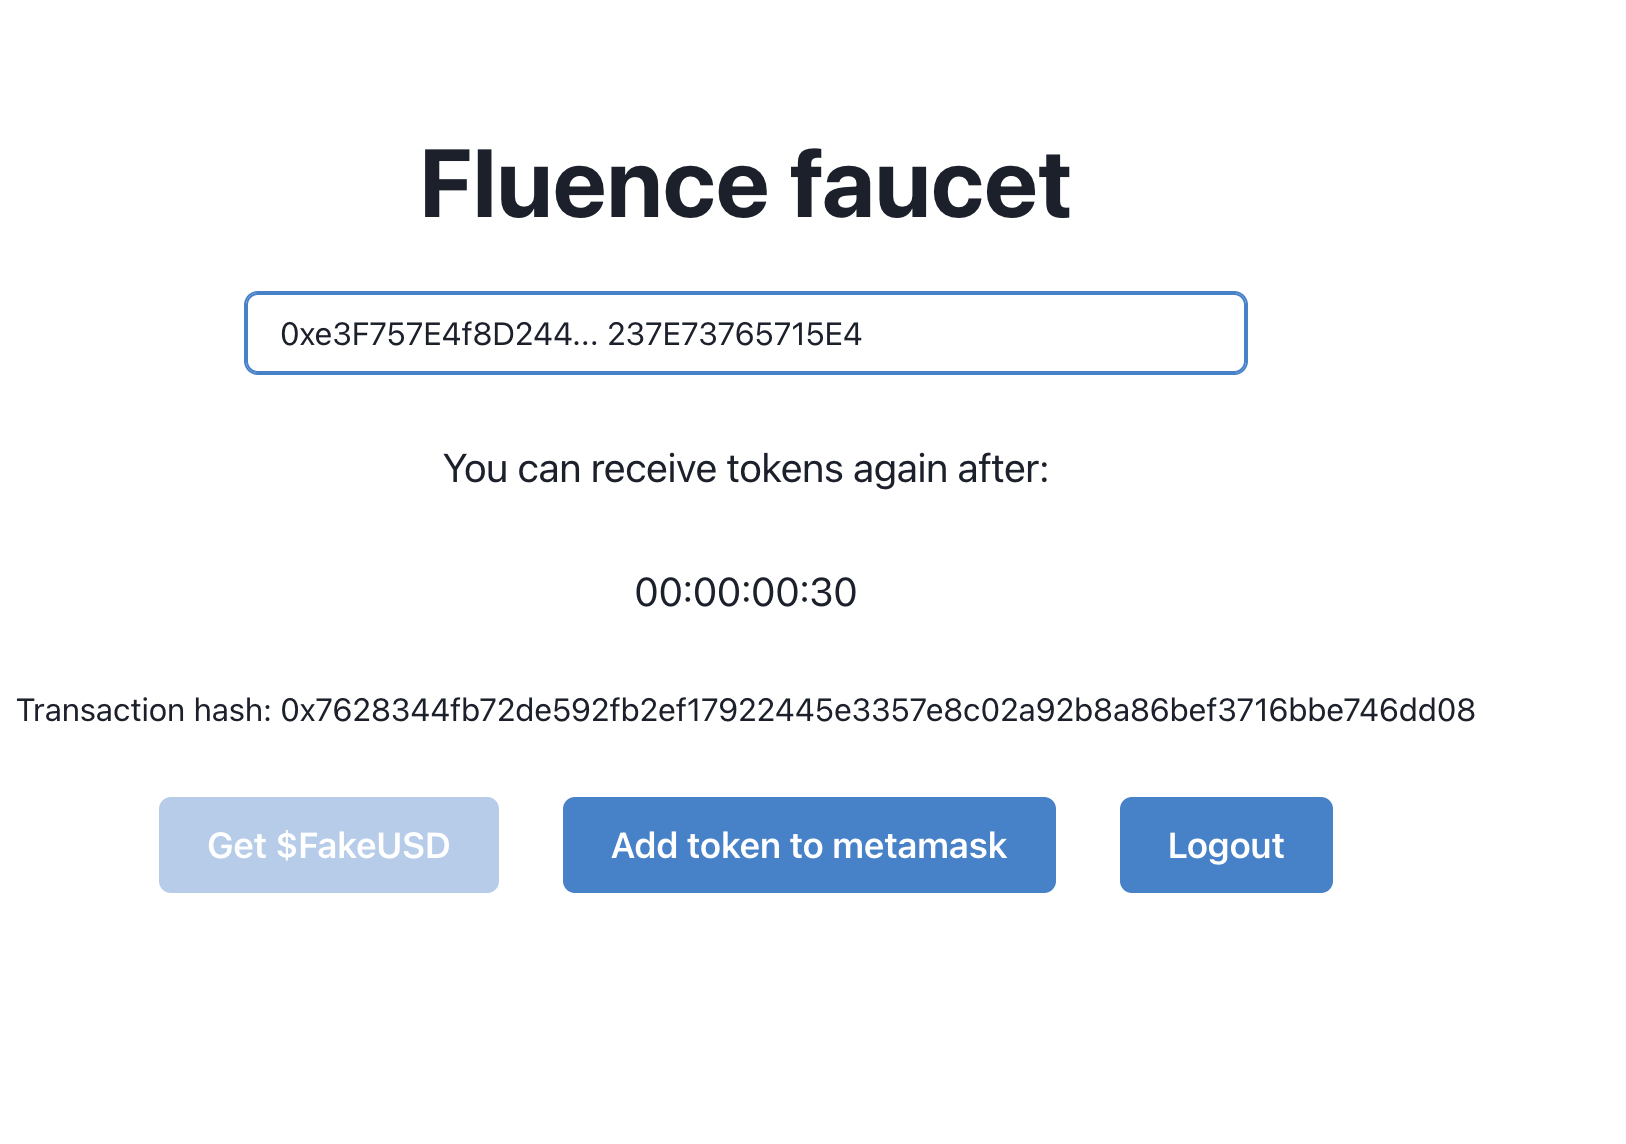 Fluence faucet
0xe3F757E4f8D244... 237E73765715E4
You can receive tokens again after:
00:00:00:30
Transaction hash: 0x7628344fb72de592fb2ef17922445e3357e8c02a92b8a86bef3716bbe746dd08
Get $FakeUSD
Add token to metamask
Logout